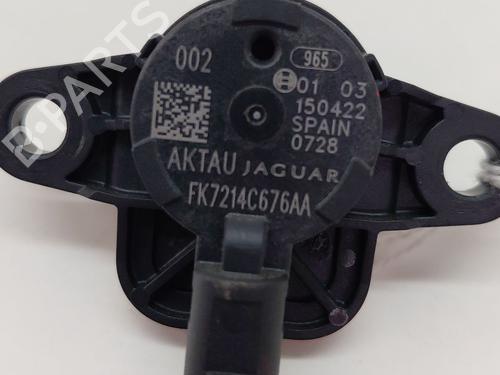 002
965
01 03
150422
SPAIN
0728
AKTAU JAGUAR
FK7214C676AA
B-PARTS